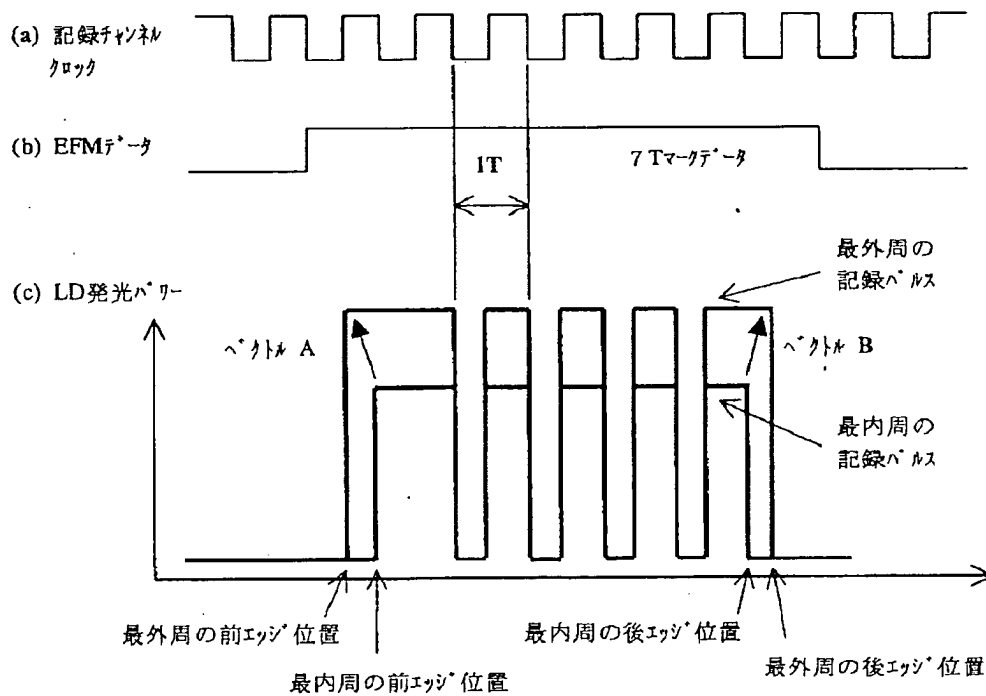 (a) 記録ﾁｬﾝﾈﾙ
ｸﾛｯｸ
(b) EFMﾃﾞｰﾀ
1T
7Tﾏｰｸﾃﾞｰﾀ
(c) LD発光ﾊﾟﾜｰ
最外周の
記録ﾊﾟﾙｽ
ﾍﾞｸﾄﾙ A
ﾍﾞｸﾄﾙ B
最内周の
記録ﾊﾟﾙｽ
最外周の前ｴｯｼﾞ位置
最内周の後ｴｯｼﾞ位置
最内周の前ｴｯｼﾞ位置
最外周の後ｴｯｼﾞ位置